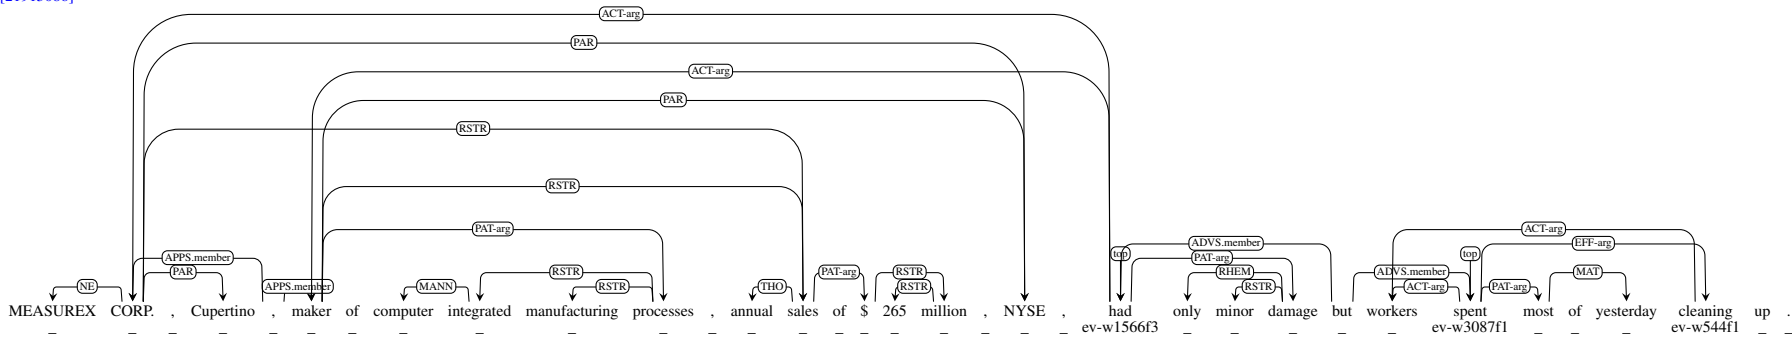 ACT-arg
PAR
ACT-arg
PAR
RSTR
RSTR
PAT-arg
ACT-arg
ADVS.member EFF-arg
APPS.member top PAT-arg top
PAR MANN RSTR THO PAT-arg RSTR RHEM ADVS.member MAT
NE APPS.member RSTR RSTR RSTR ACT-arg PAT-arg
MEASUREX CORP. , Cupertino , maker of computer integrated manufacturing processes , annual sales of $ 265 million , NYSE , had only minor damage but workers spent most of yesterday cleaning up .
_ _ _ _ _ _ _ _ _ _ _ _ _ _ _ _ _ _ _ _ _ ev-w1566f3 _ _ _ _ _ ev-w3087f1 _ _ _ ev-w544f1 _ _